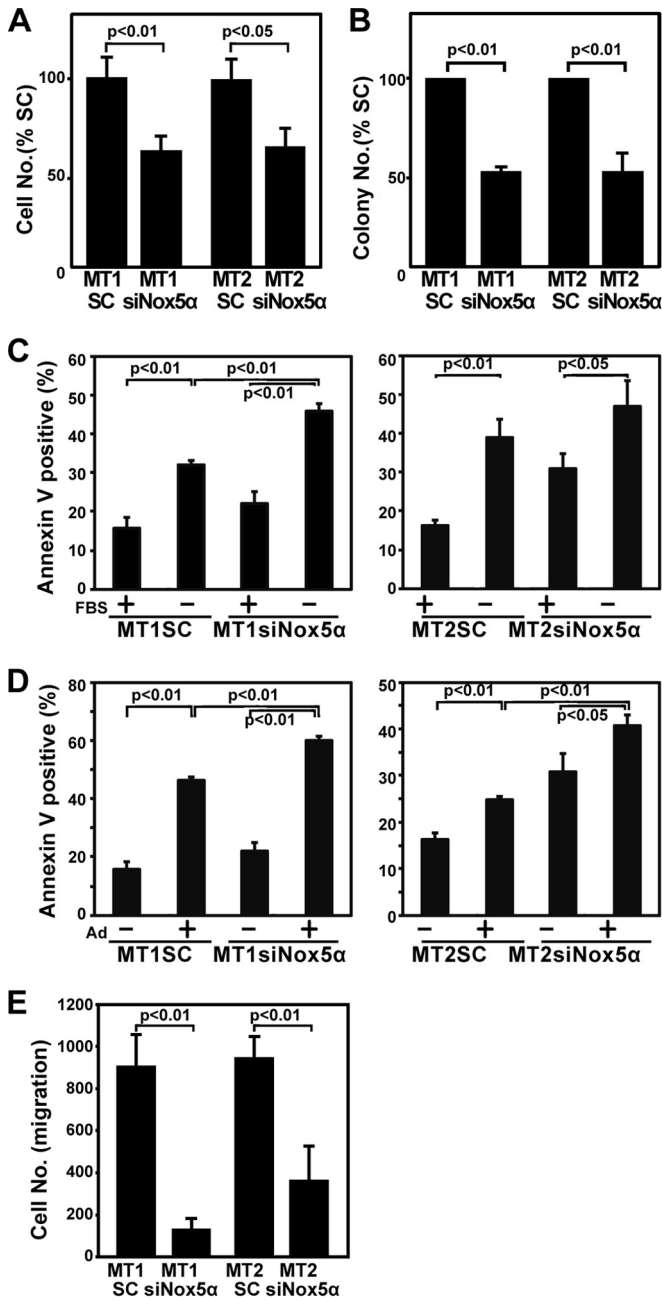 A
Cell No.(% SC)
100
50
0
p<0.01
p<0.05
MT1 MT1 MT2 MT2
SC siNox5α SC siNox5α
B
Colony No.(% SC)
100
50
0
p<0.01
p<0.01
MT1 MT1 MT2 MT2
SC siNox5α SC siNox5α
C
Annexin V positive (%)
60
50
40
30
20
10
0
p<0.01
p<0.01
p<0.01
FBS + − + −
MT1SC MT1siNox5α
60
50
40
30
20
10
0
p<0.01
p<0.05
+ − + −
MT2SC MT2siNox5α
D
Annexin V positive (%)
80
60
40
20
0
p<0.01
p<0.01
p<0.01
Ad − + − +
MT1SC MT1siNox5α
50
40
30
20
10
0
p<0.01
p<0.01
p<0.05
− + − +
MT2SC MT2siNox5α
E
Cell No. (migration)
1200
1000
800
600
400
200
0
p<0.01
p<0.01
MT1 MT1 MT2 MT2
SC siNox5α SC siNox5α